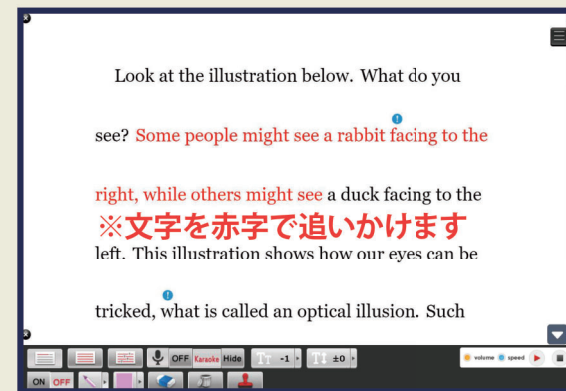 Look at the illustration below. What do you
see? Some people might see a rabbit facing to the
right, while others might see a duck facing to the
※文字を赤字で追いかけます
left. This illustration shows how our eyes can be
tricked, what is called an optical illusion. Such
OFF Karaoke Hide TT -1 T ±0 volume speed
ON OFF